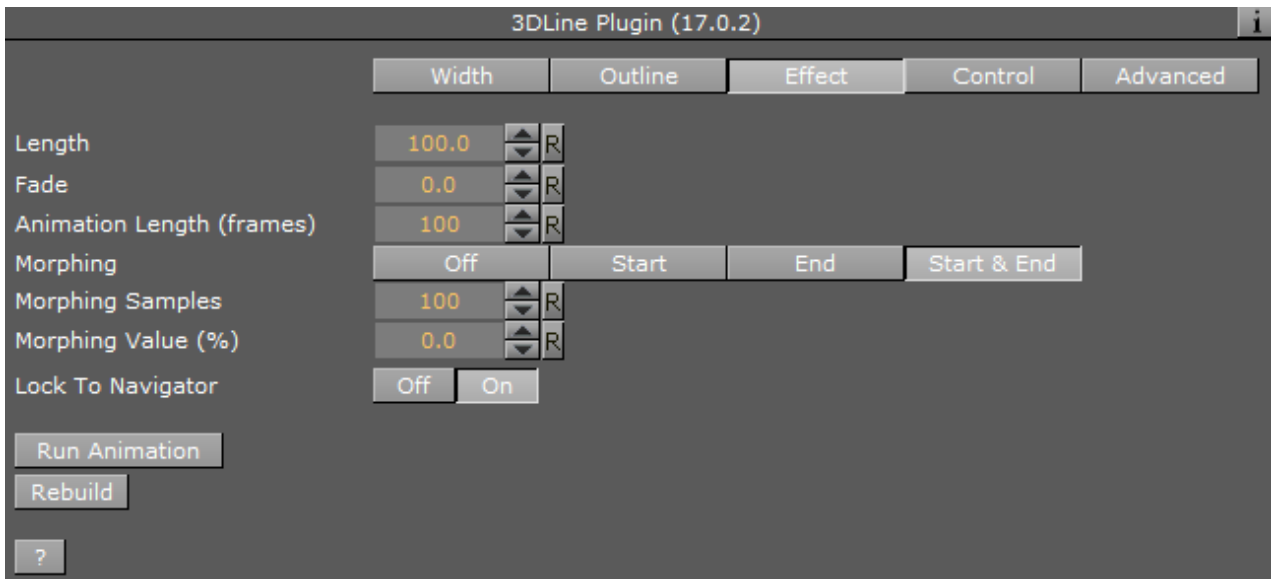 3DLine Plugin (17.0.2) i
Width Outline Effect Control Advanced
Length 100.0 R
Fade 0.0 R
Animation Length (frames) 100 R
Morphing Off Start End Start & End
Morphing Samples 100 R
Morphing Value (%) 0.0 R
Lock To Navigator Off On
Run Animation
Rebuild
?